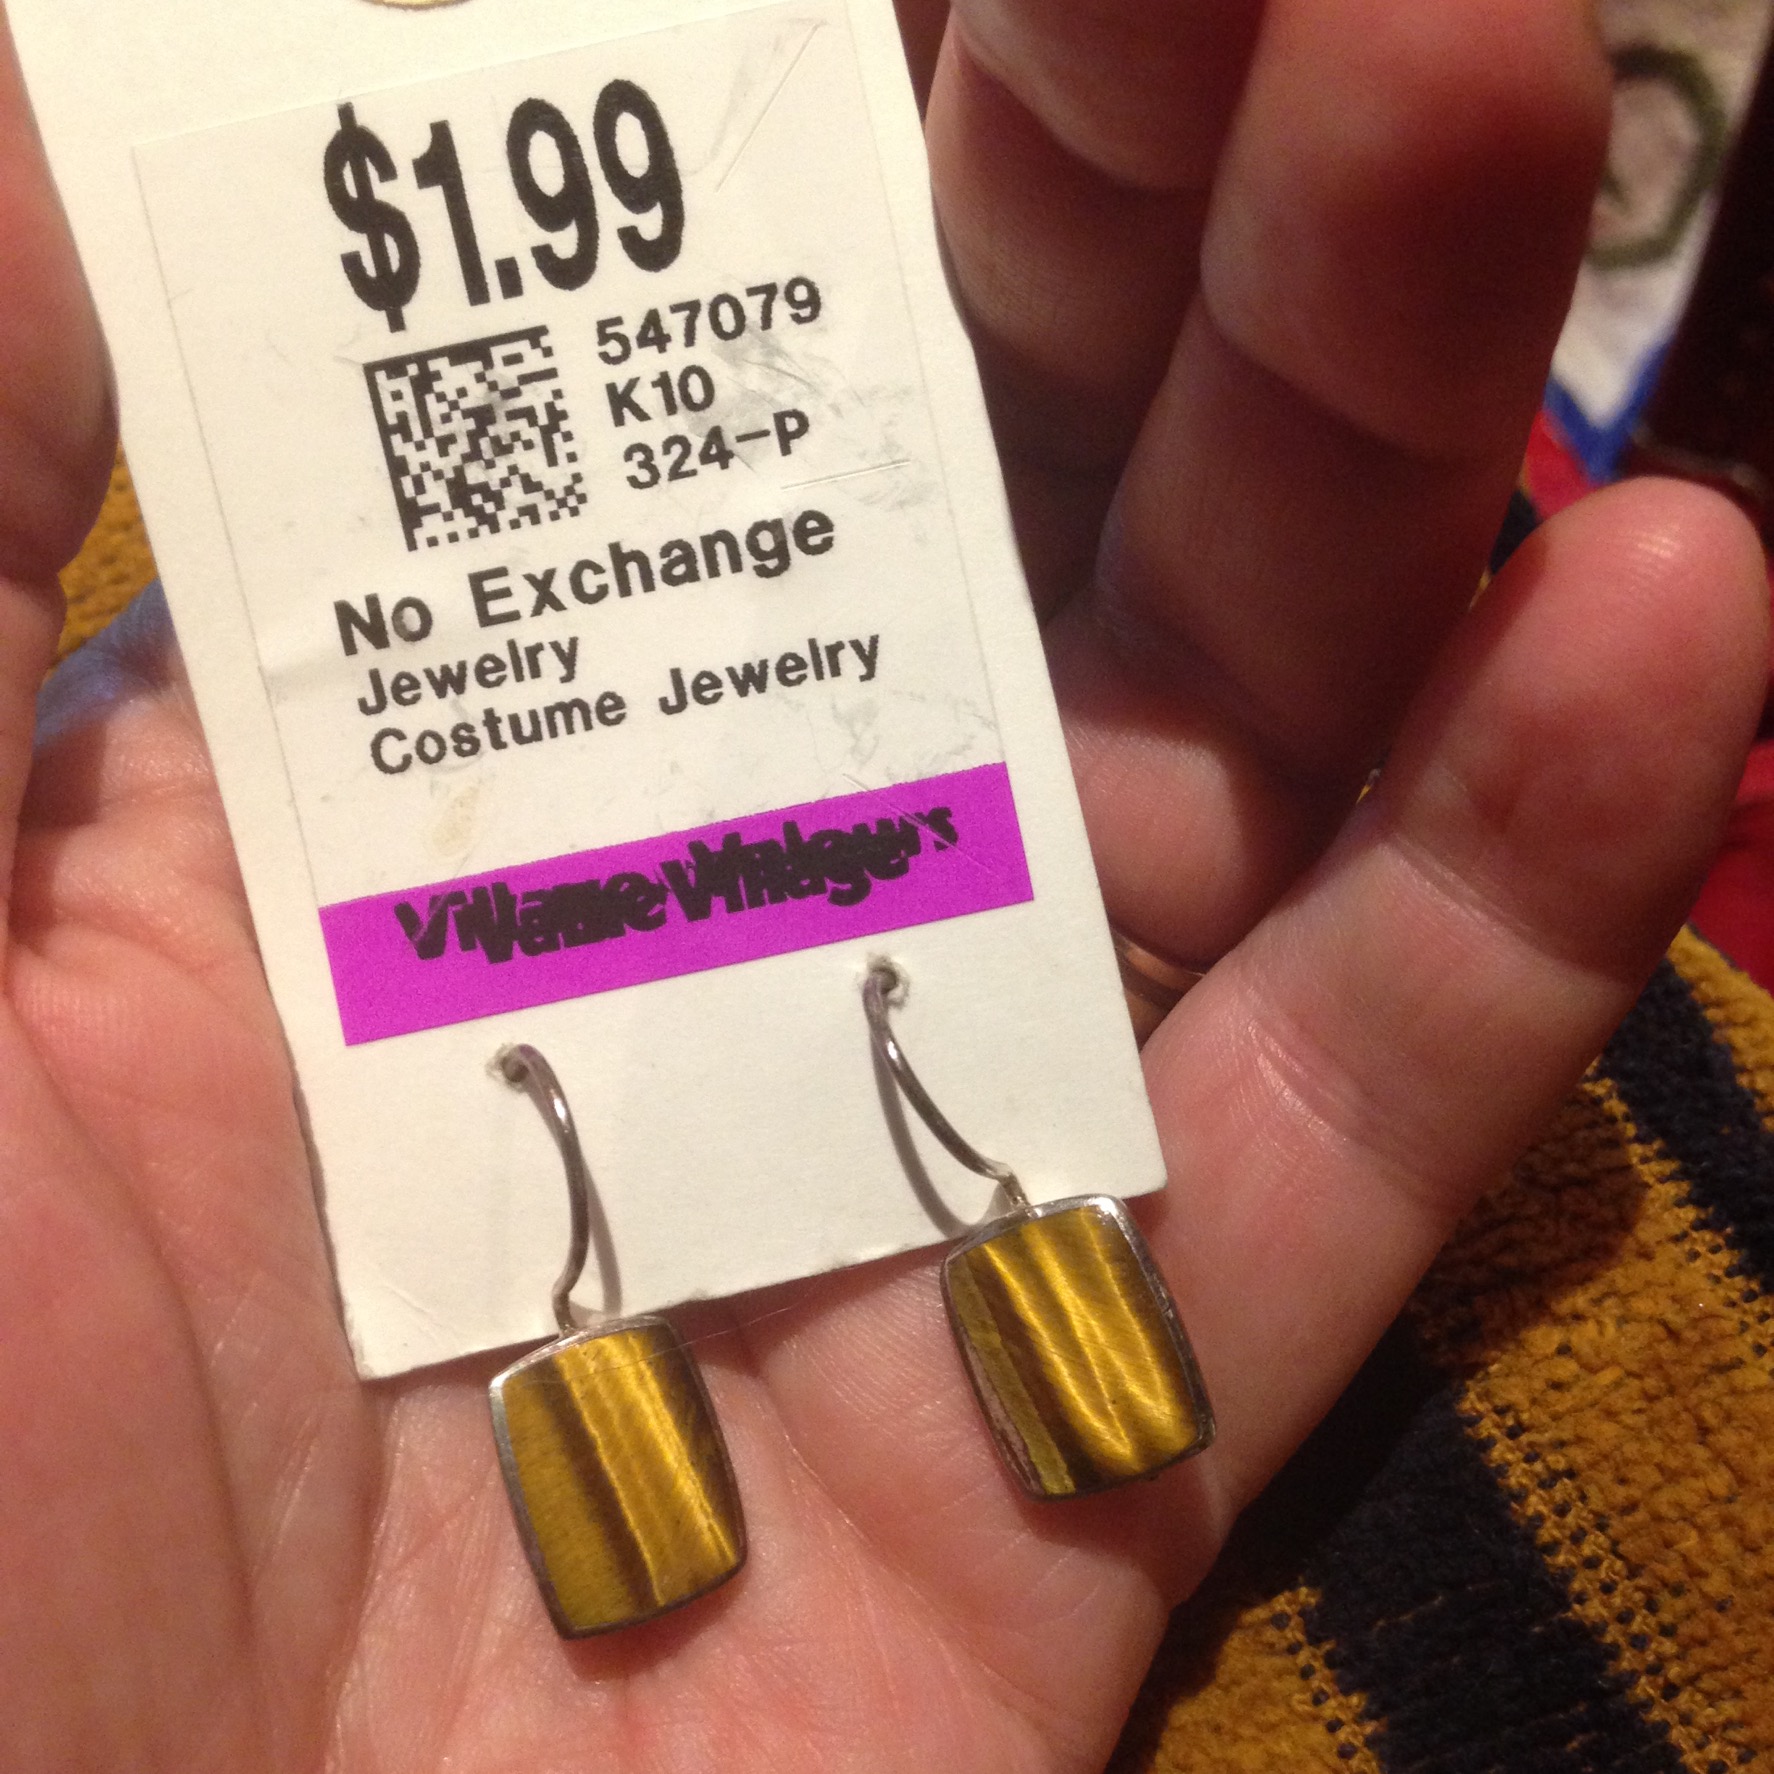 $1.99
547079
K10
324-P
No Exchange
Jewelry
Costume Jewelry